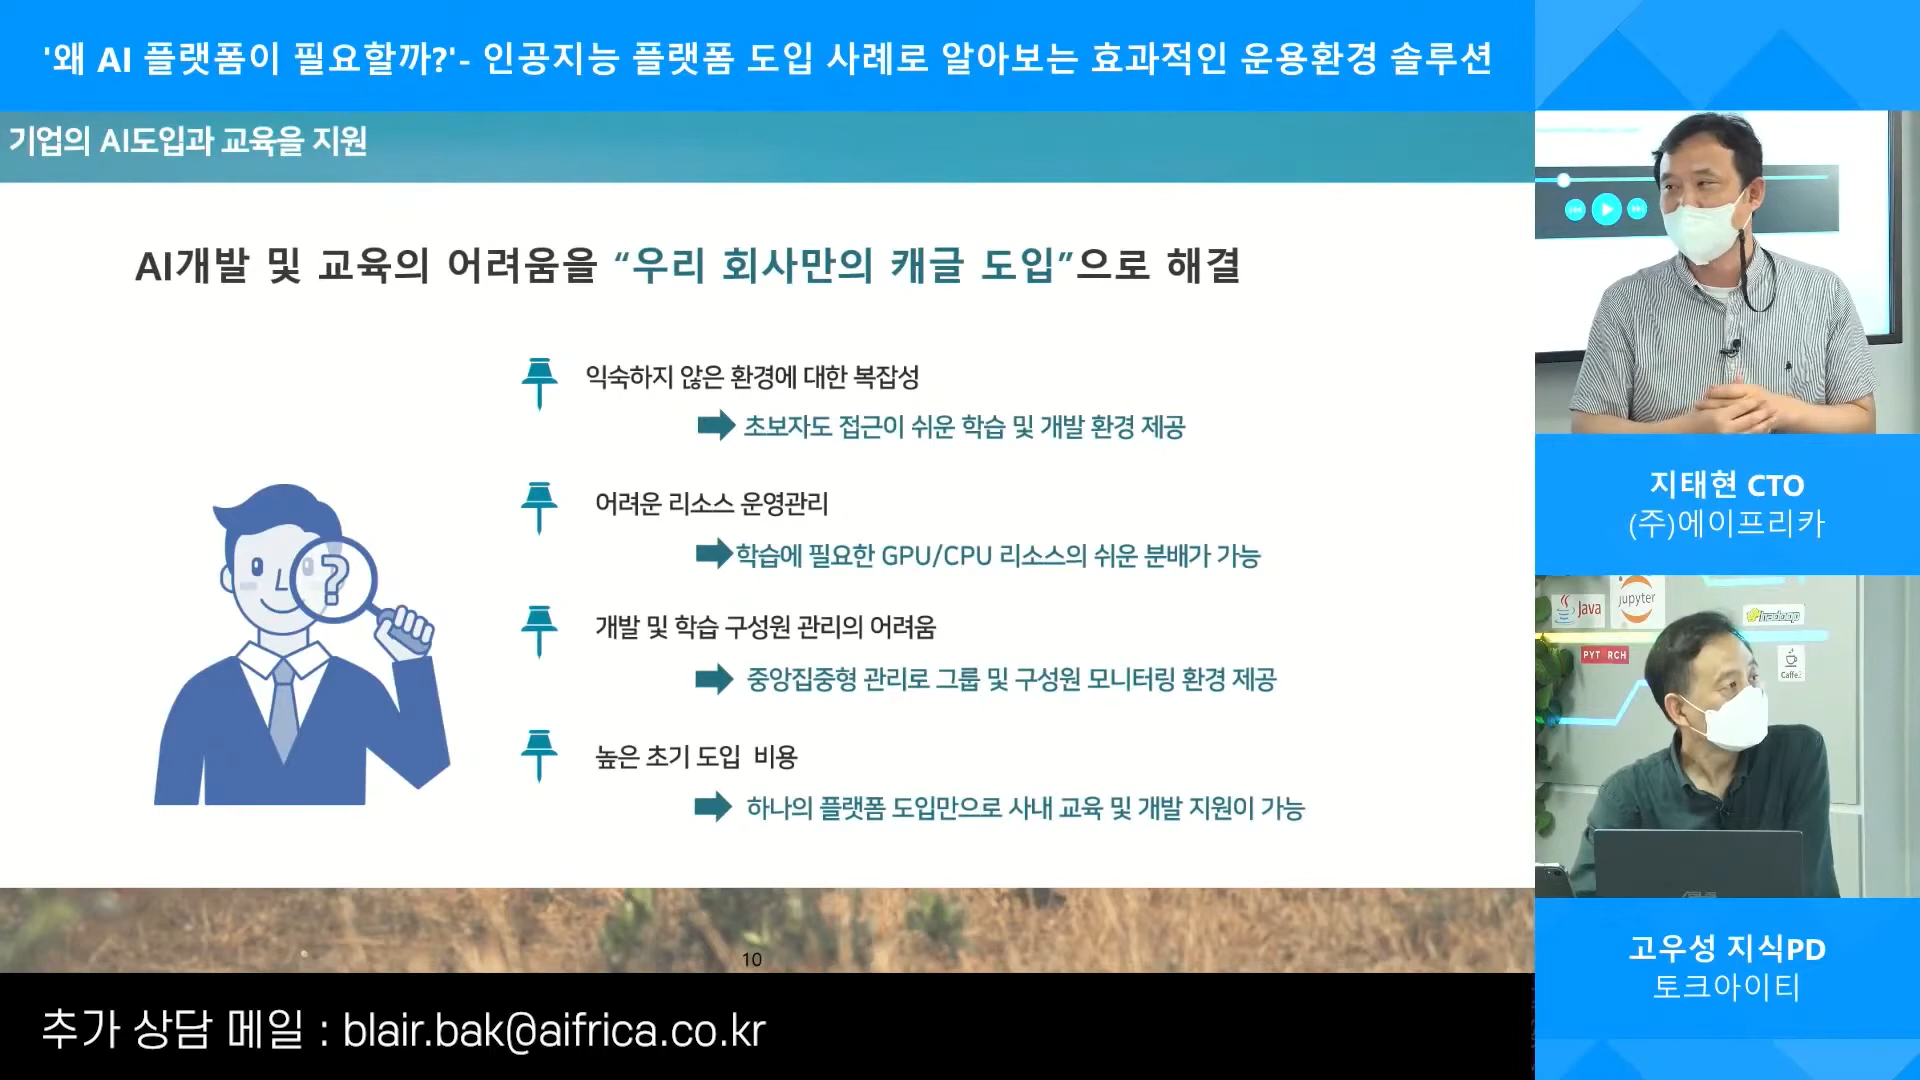 '왜 AI 플랫폼이 필요할까?'- 인공지능 플랫폼 도입 사례로 알아보는 효과적인 운용환경 솔루션
기업의 AI도입과 교육을 지원
AI개발 및 교육의 어려움을 “우리 회사만의 캐글 도입”으로 해결
익숙하지 않은 환경에 대한 복잡성
초보자도 접근이 쉬운 학습 및 개발 환경 제공
어려운 리소스 운영관리
학습에 필요한 GPU/CPU 리소스의 쉬운 분배가 가능
개발 및 학습 구성원 관리의 어려움
중앙집중형 관리로 그룹 및 구성원 모니터링 환경 제공
높은 초기 도입 비용
하나의 플랫폼 도입만으로 사내 교육 및 개발 지원이 가능
?
10
추가 상담 메일 : blair.bak@aifrica.co.kr
지태현 CTO
(주)에이프리카
Java
jupyter
hadoop
PYT RCH
Caffe2
고우성 지식PD
토크아이티